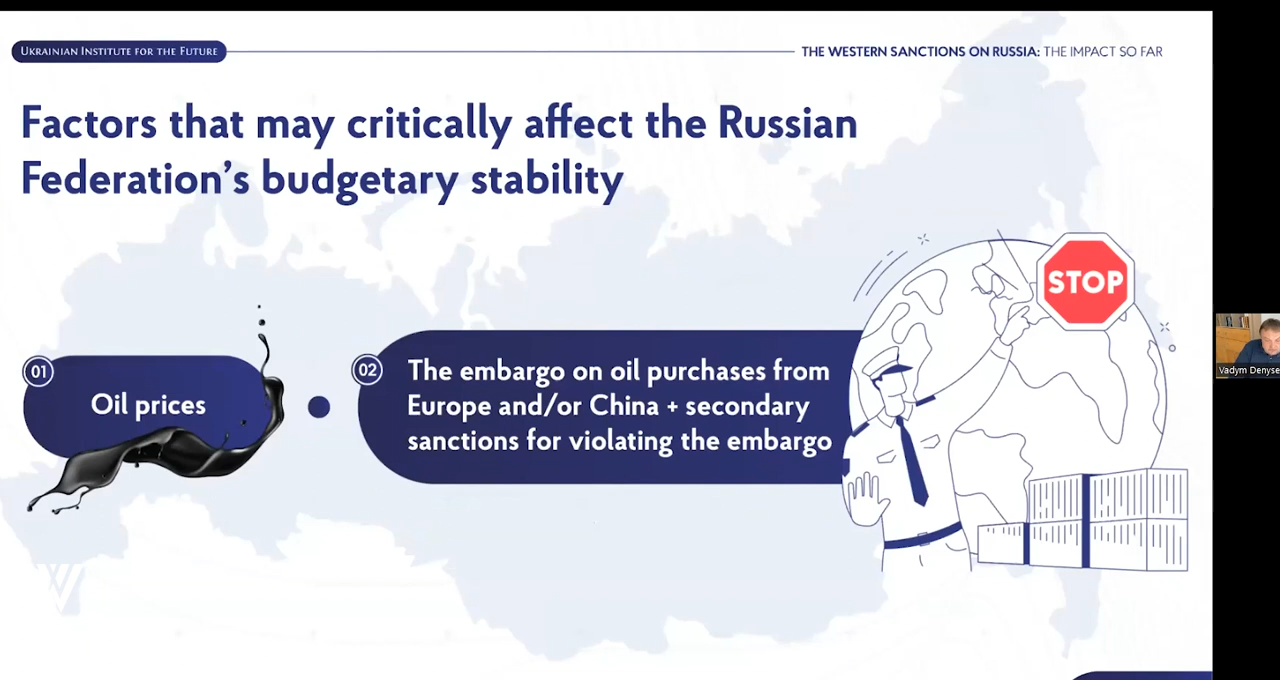 UKRAINIAN INSTITUTE FOR THE FUTURE
THE WESTERN SANCTIONS ON RUSSIA: THE IMPACT SO FAR
Factors that may critically affect the Russian
Federation’s budgetary stability
STOP
01
Oil prices
02
The embargo on oil purchases from
Europe and/or China + secondary
sanctions for violating the embargo
Vadym Denyse
W